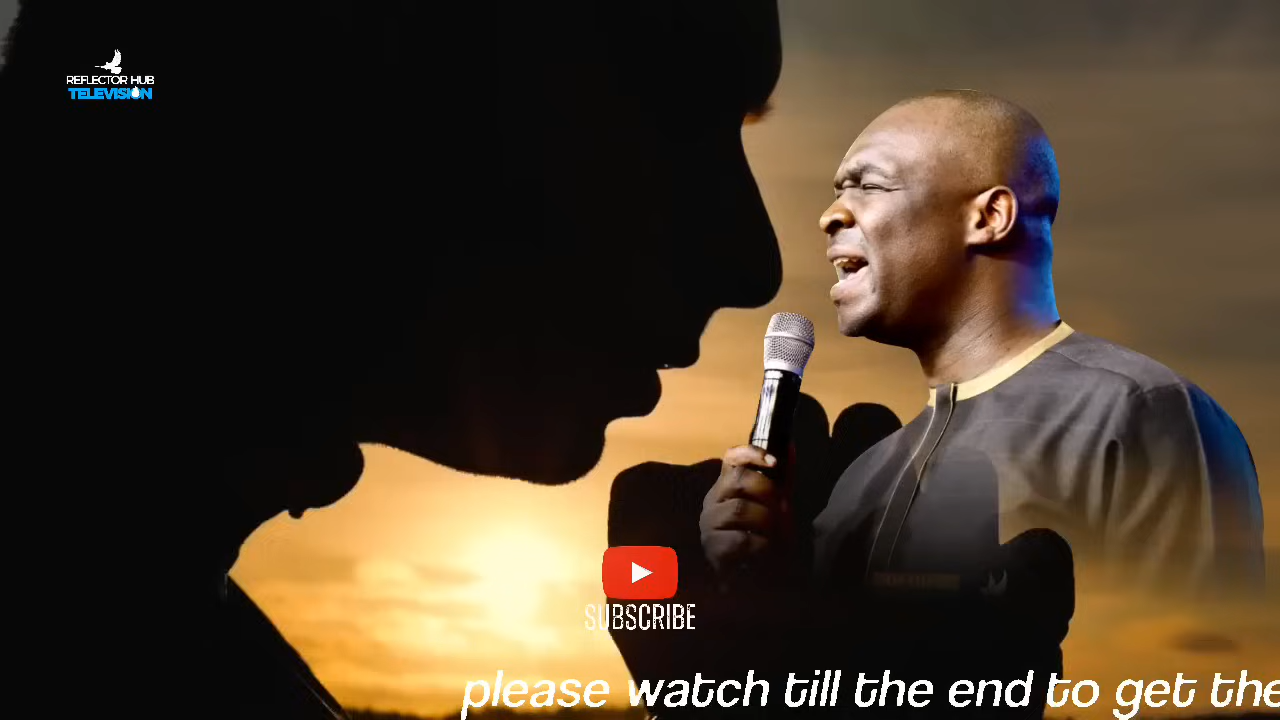 REFLECTOR HUB
TELEVISION
SUBSCRIBE
please watch till the end to get the